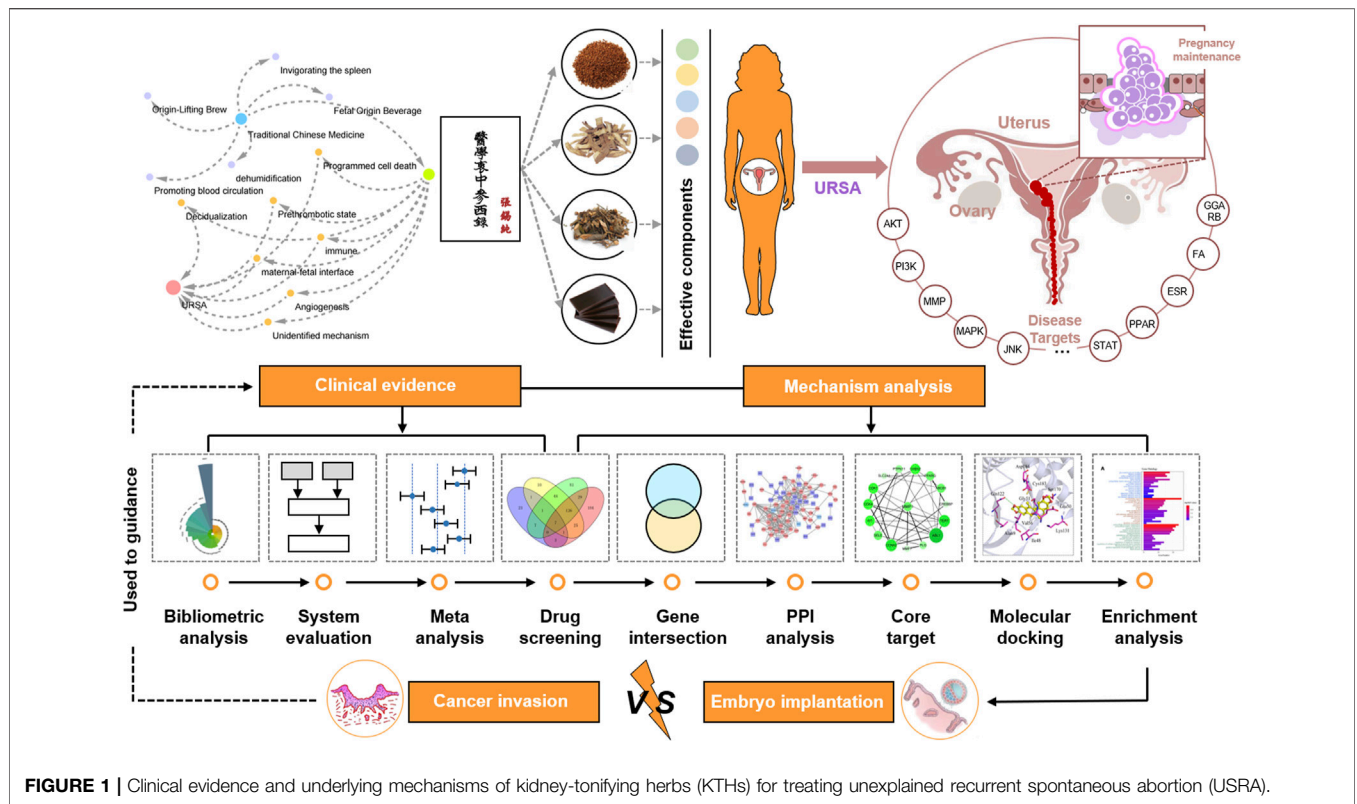 Invigorating the spleen
Origin-Lifting Brew
Fetal Origin Beverage
Traditional Chinese Medicine
Programmed cell death
dehumidification
Promoting blood circulation
Decidualization
Prethrombotic state
immune
maternal-fetal interface
URSA
Angiogenesis
Unidentified mechanism
醫學衷中參西錄
張錫純
Effective components
URSA
Pregnancy
maintenance
Uterus
Ovary
AKT
PI3K
MMP
MAPK
JNK
...
STAT
PPAR
ESR
FA
GGA
RB
Disease
Targets
Clinical evidence
Mechanism analysis
Used to guidance
A
Bibliometric
analysis
System
evaluation
Meta
analysis
Drug
screening
Gene
intersection
PPI
analysis
Core
target
Molecular
docking
Enrichment
analysis
Cancer invasion
VS
Embryo implantation
FIGURE 1 | Clinical evidence and underlying mechanisms of kidney-tonifying herbs (KTHs) for treating unexplained recurrent spontaneous abortion (USRA).